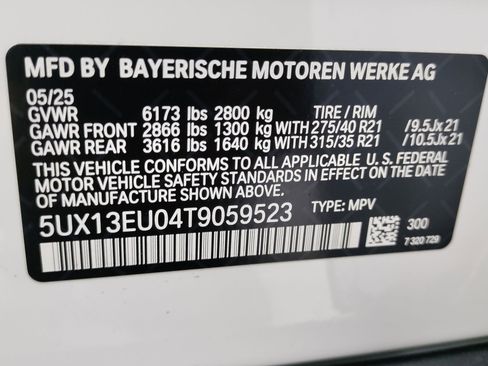 MFD BY BAYERISCHE MOTOREN WERKE AG
05/25
GVWR 6173 lbs 2800 kg TIRE / RIM
GAWR FRONT 2866 lbs 1300 kg WITH 275/40 R21 /9.5Jx21
GAWR REAR 3616 lbs 1640 kg WITH 315/35 R21 /10.5Jx21
THIS VEHICLE CONFORMS TO ALL APPLICABLE U. S. FEDERAL
MOTOR VEHICLE SAFETY STANDARDS IN EFFECT ON THE DATE
OF MANUFACTURE SHOWN ABOVE.
5UX13EU04T9059523 TYPE: MPV
300
7 320 729